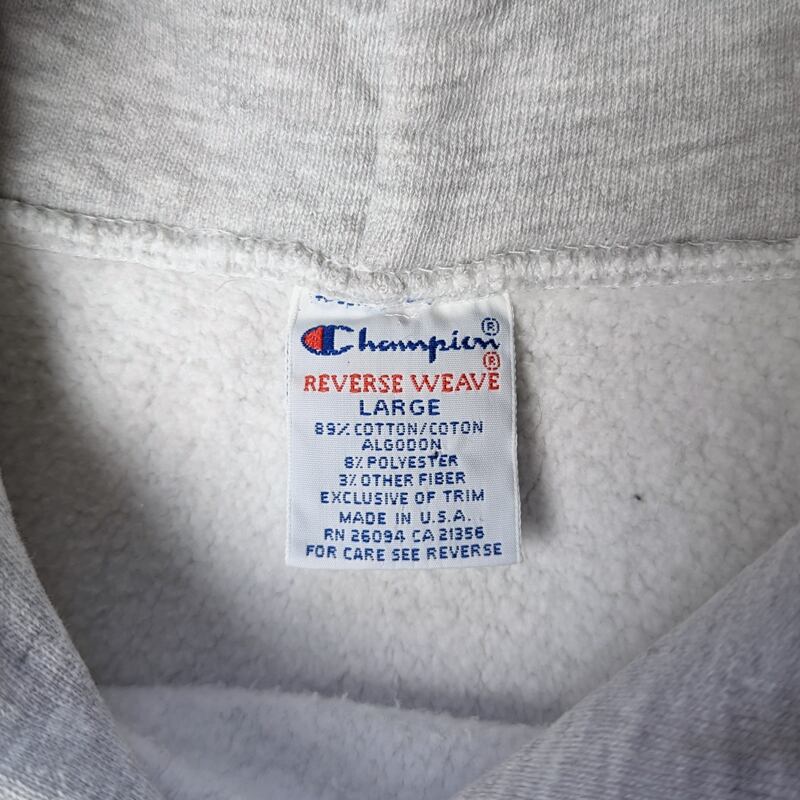 Champion®
REVERSE WEAVE®
LARGE
89% COTTON/COTON
ALGODON
8% POLYESTER
3% OTHER FIBER
EXCLUSIVE OF TRIM
MADE IN U.S.A.
RN 26094 CA 21356
FOR CARE SEE REVERSE